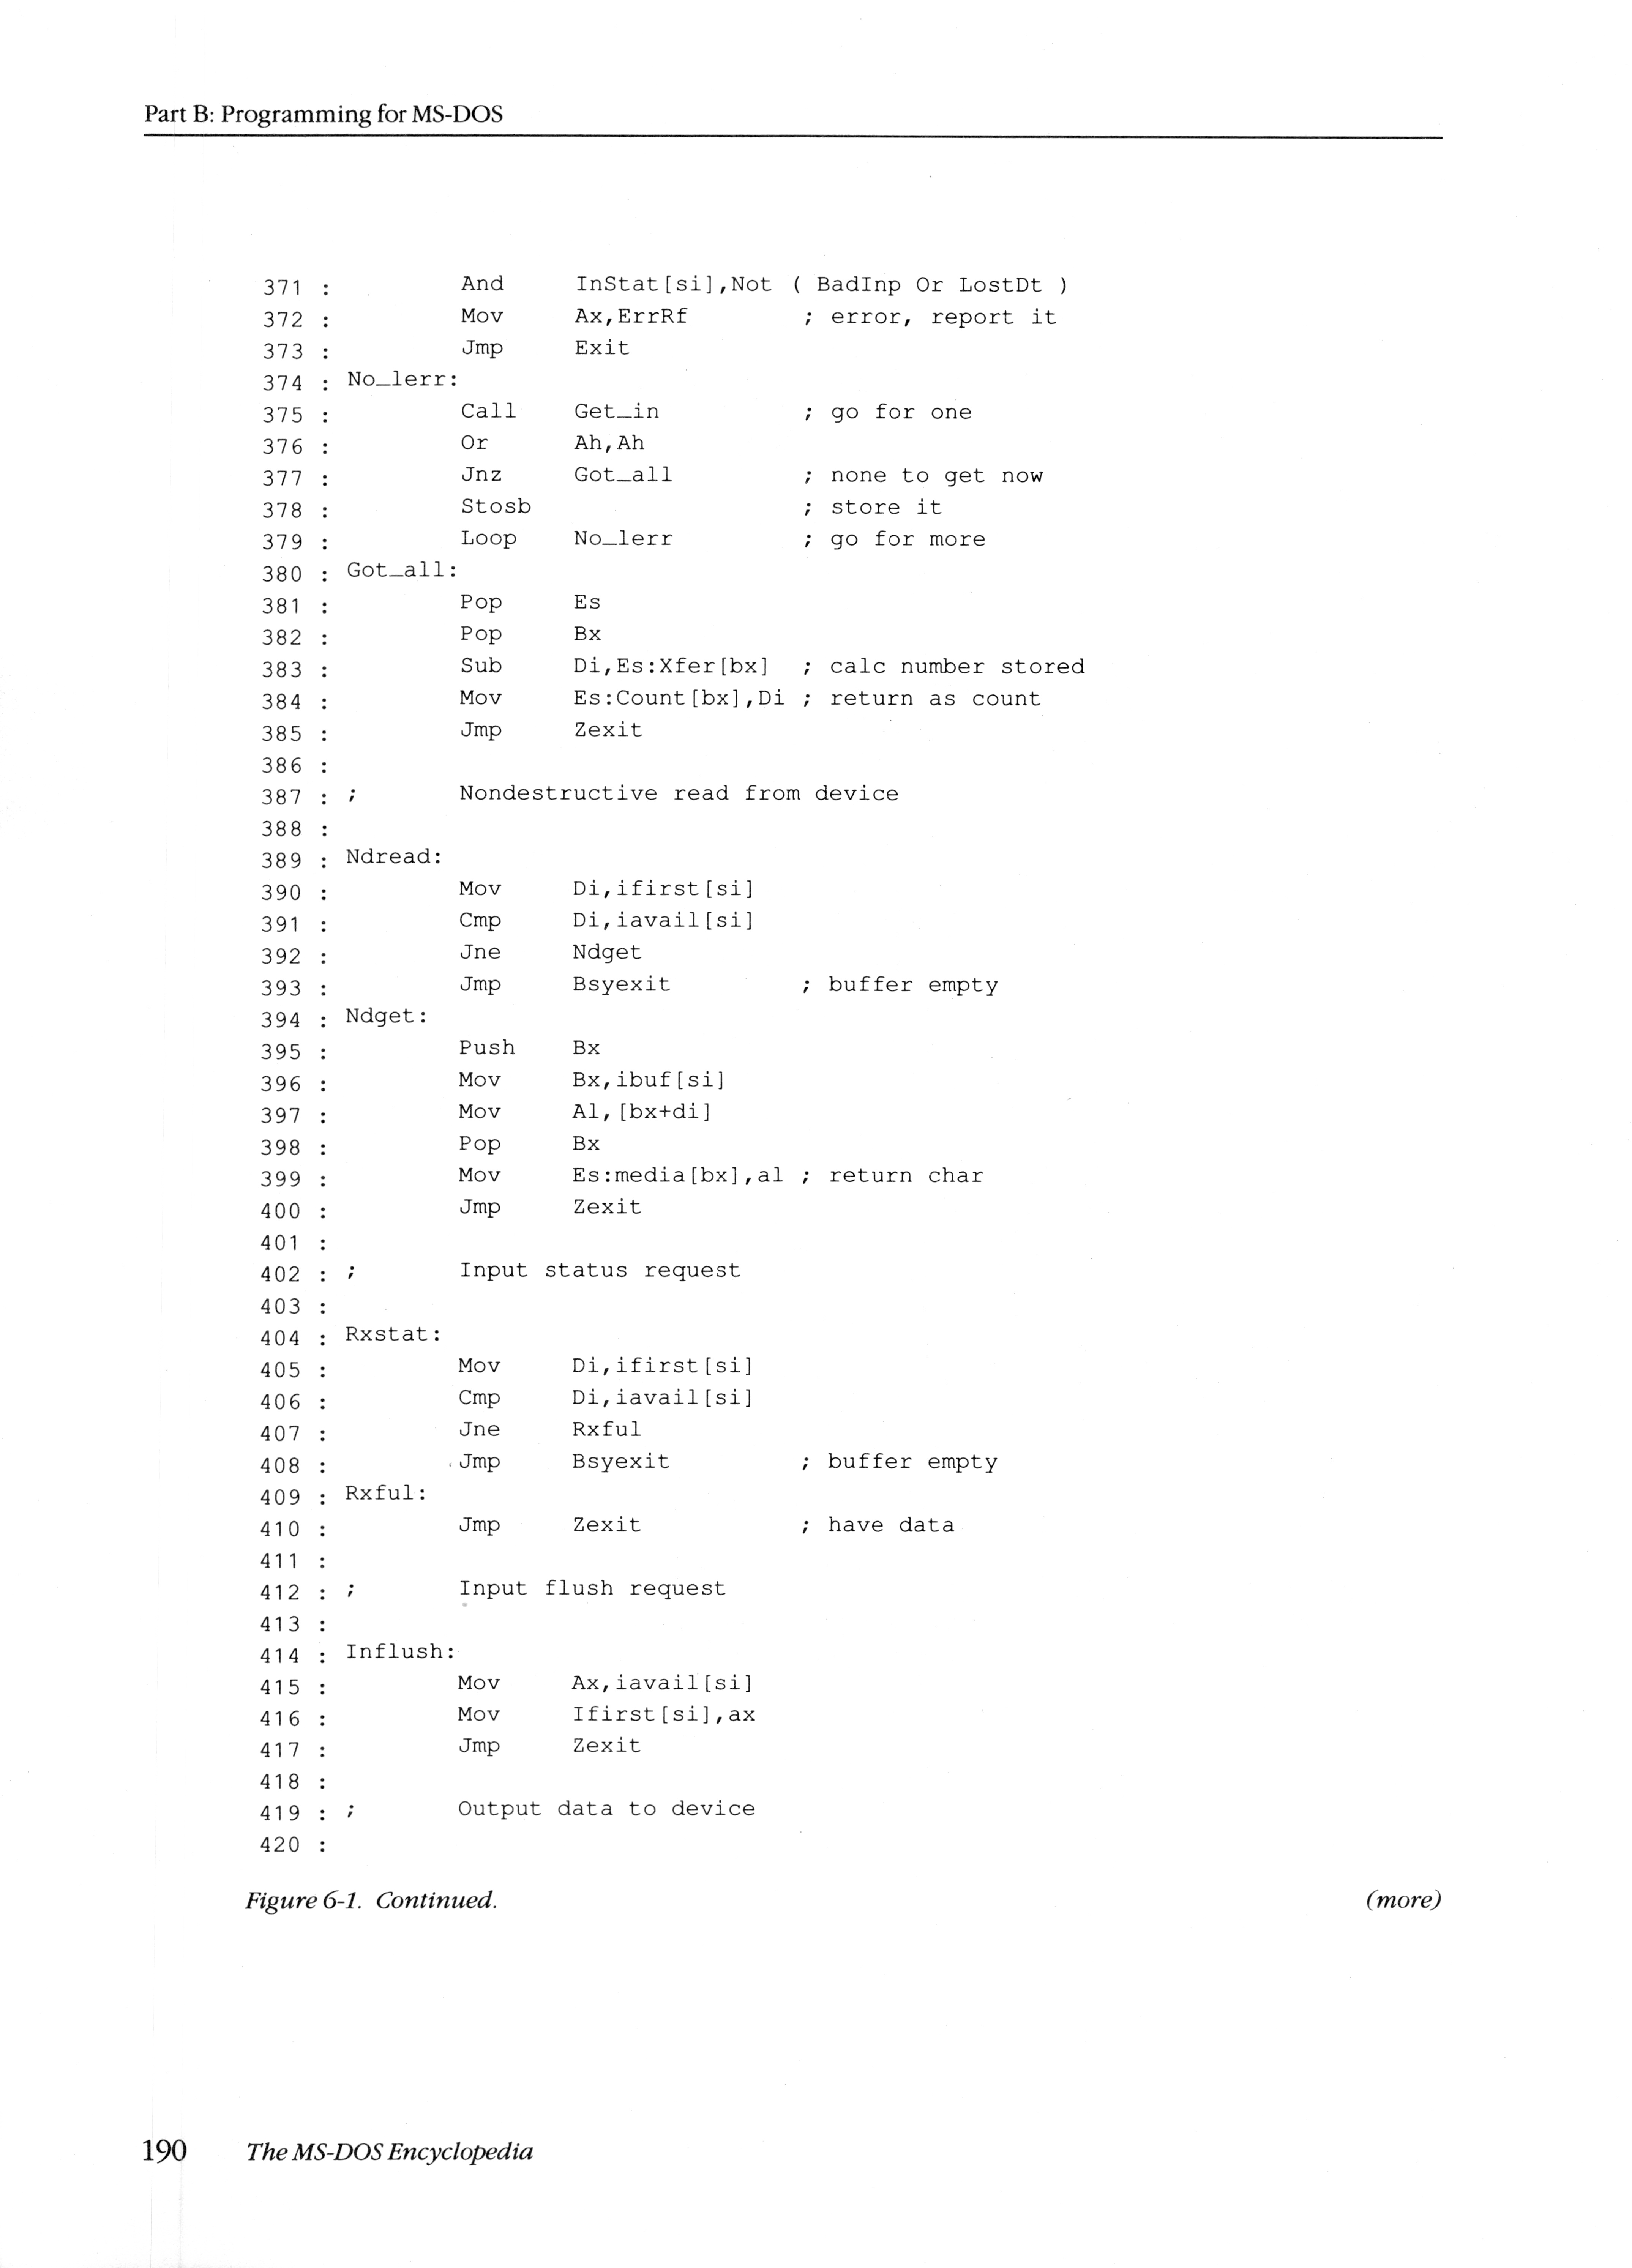 Part B: Programming for MS-DOS
371 :         And     InStat[si],Not ( BadInp Or LostDt )
372 :         Mov     Ax,ErrRf        ; error, report it
373 :         Jmp     Exit
374 : No_lerr:
375 :         Call    Get_in          ; go for one
376 :         Or      Ah,Ah
377 :         Jnz     Got_all         ; none to get now
378 :         Stosb                   ; store it
379 :         Loop    No_lerr         ; go for more
380 : Got_all:
381 :         Pop     Es
382 :         Pop     Bx
383 :         Sub     Di,Es:Xfer[bx]  ; calc number stored
384 :         Mov     Es:Count[bx],Di ; return as count
385 :         Jmp     Zexit
386 :
387 : ;       Nondestructive read from device
388 :
389 : Ndread:
390 :         Mov     Di,ifirst[si]
391 :         Cmp     Di,iavail[si]
392 :         Jne     Ndget
393 :         Jmp     Bsyexit         ; buffer empty
394 : Ndget:
395 :         Push    Bx
396 :         Mov     Bx,ibuf[si]
397 :         Mov     Al,[bx+di]
398 :         Pop     Bx
399 :         Mov     Es:media[bx],al ; return char
400 :         Jmp     Zexit
401 :
402 : ;       Input status request
403 :
404 : Rxstat:
405 :         Mov     Di,ifirst[si]
406 :         Cmp     Di,iavail[si]
407 :         Jne     Rxful
408 :         Jmp     Bsyexit         ; buffer empty
409 : Rxful:
410 :         Jmp     Zexit           ; have data
411 :
412 : ;       Input flush request
413 :
414 : Inflush:
415 :         Mov     Ax,iavail[si]
416 :         Mov     Ifirst[si],ax
417 :         Jmp     Zexit
418 :
419 : ;       Output data to device
420 :
Figure 6-1. Continued. (more)
190 The MS-DOS Encyclopedia